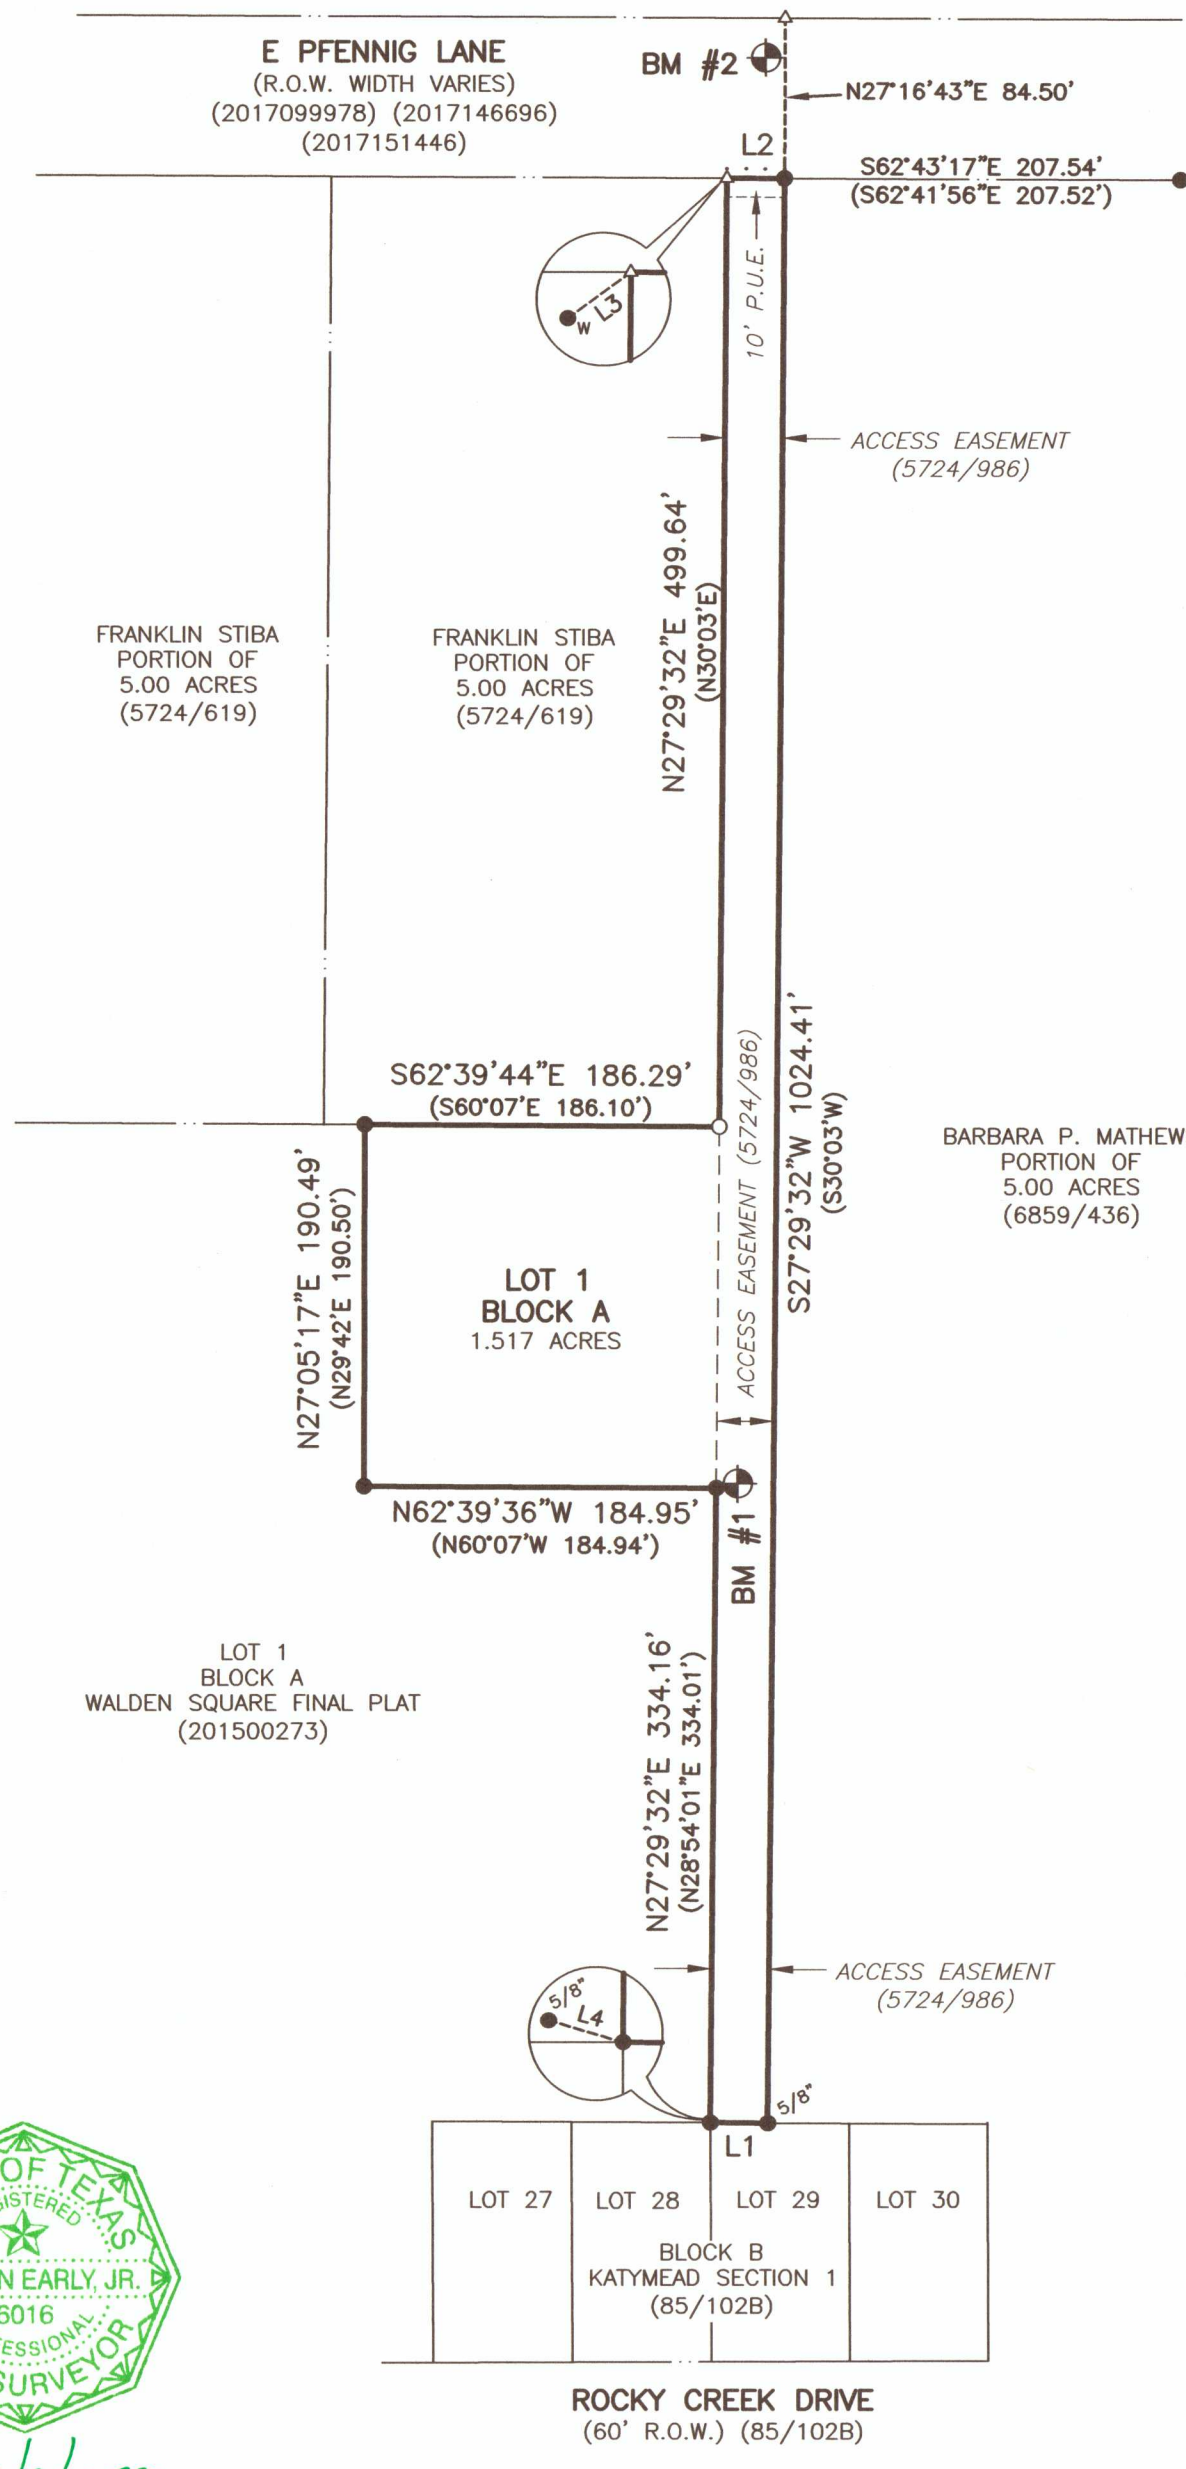 E PFENNIG LANE
(R.O.W. WIDTH VARIES)
(2017099978) (2017146696)
(2017151446)
BM #2
N27°16'43"E 84.50'
L2
S62°43'17"E 207.54'
(S62°41'56"E 207.52')
10' P.U.E.
L3
W
ACCESS EASEMENT
(5724/986)
N27°29'32"E 499.64'
(N30°03'E)
FRANKLIN STIBA
PORTION OF
5.00 ACRES
(5724/619)
FRANKLIN STIBA
PORTION OF
5.00 ACRES
(5724/619)
S62°39'44"E 186.29'
(S60°07'E 186.10')
ACCESS EASEMENT (5724/986)
S27°29'32"W 1024.41'
(S30°03'W)
BARBARA P. MATHEW
PORTION OF
5.00 ACRES
(6859/436)
N27°05'17"E 190.49'
(N29°42'E 190.50')
LOT 1
BLOCK A
1.517 ACRES
N62°39'36"W 184.95'
(N60°07'W 184.94')
BM #1
LOT 1
BLOCK A
WALDEN SQUARE FINAL PLAT
(201500273)
N27°29'32"E 334.16'
(N28°54'01"E 334.01')
ACCESS EASEMENT
(5724/986)
5/8"
L4
5/8"
L1
LOT 27
LOT 28
LOT 29
LOT 30
BLOCK B
KATYMEAD SECTION 1
(85/102B)
ROCKY CREEK DRIVE
(60' R.O.W.) (85/102B)
OF TEXAS
GISTERED
N EARLY, JR.
6016
ESSIONAL
SURVEYOR